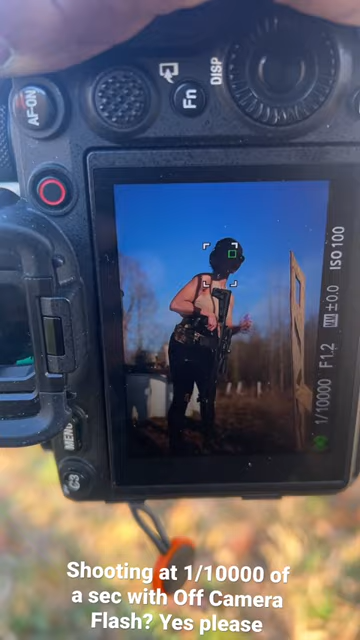 AF-ON
DISP
Fn
ISO 100
±0.0
F1.2
1/10000
MENU
C3
Shooting at 1/10000 of
a sec with Off Camera
Flash? Yes please